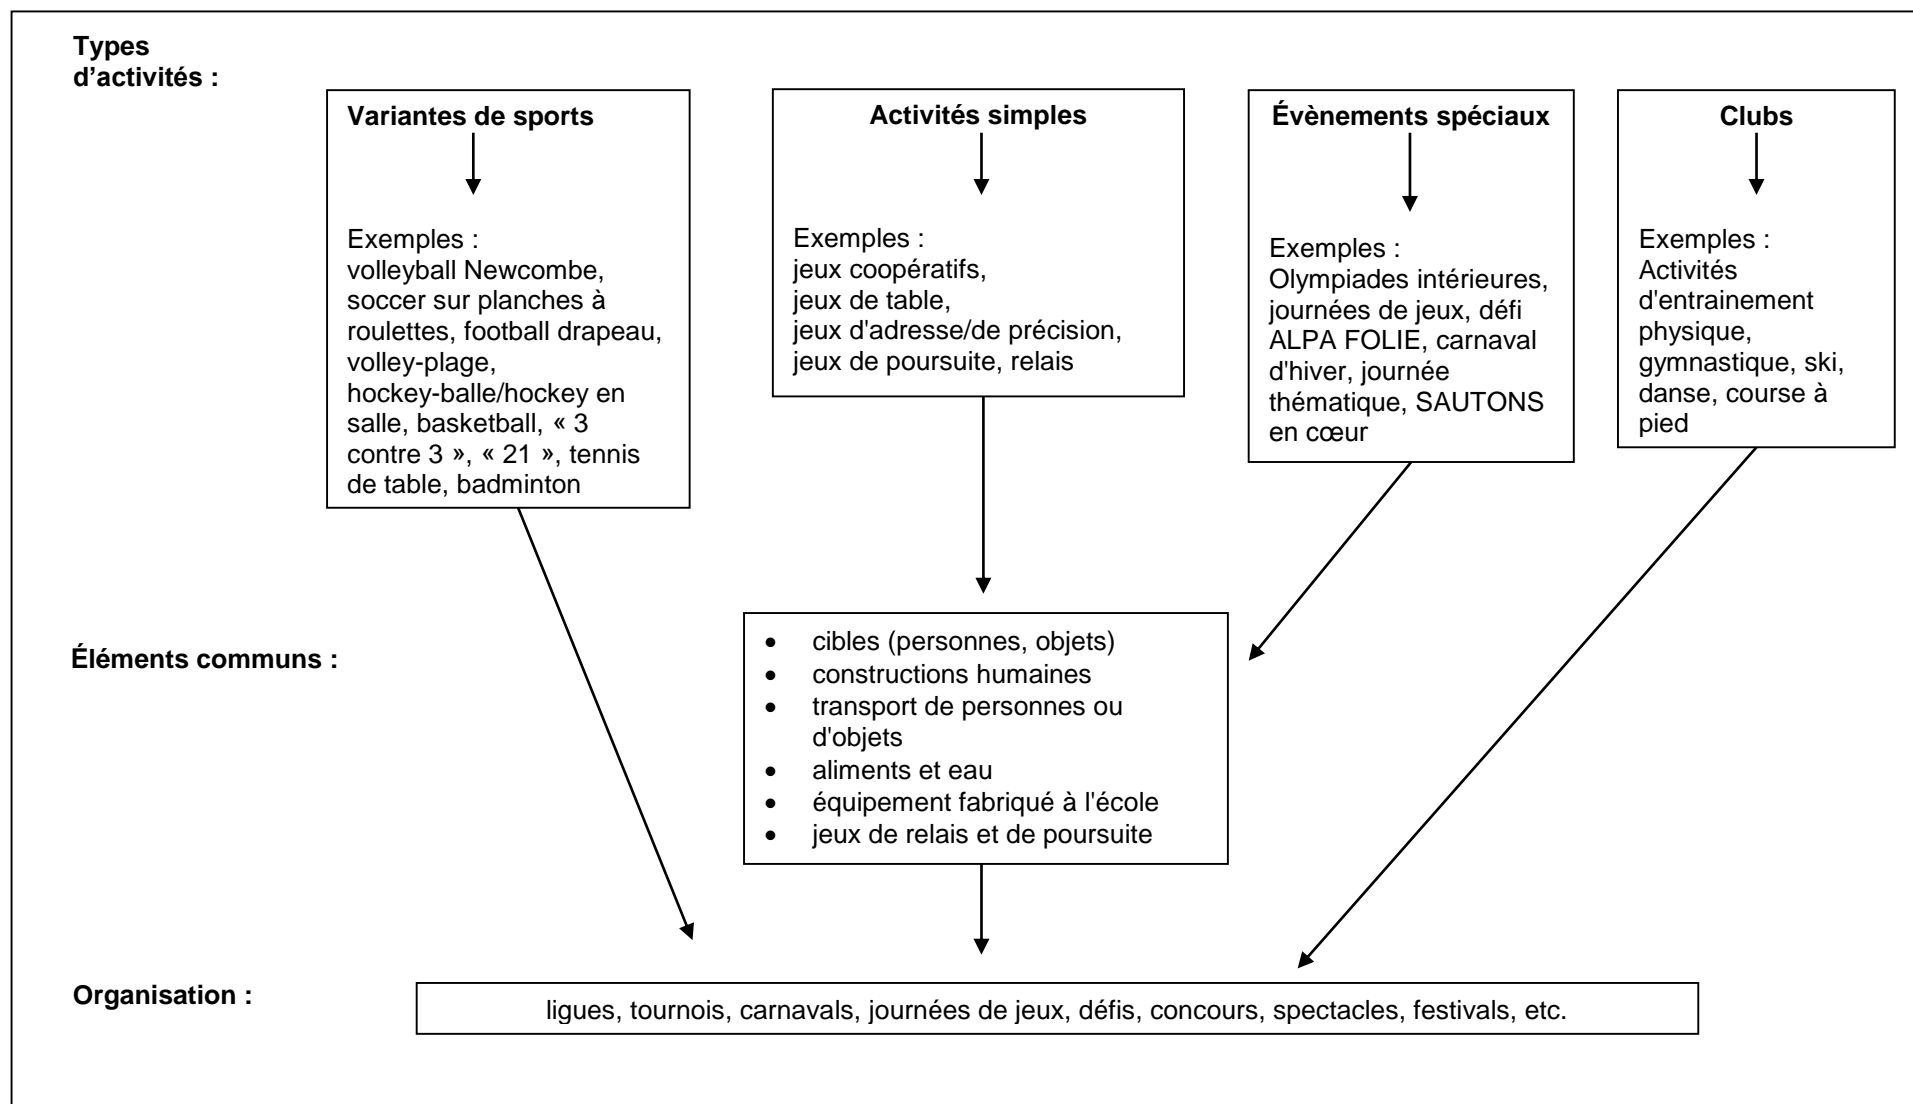 Types
d'activités :
Variantes de sports
Exemples :
volleyball Newcombe,
soccer sur planches à
roulettes, football drapeau,
volley-plage,
hockey-balle/hockey en
salle, basketball, « 3
contre 3 », « 21 », tennis
de table, badminton
Activités simples
Exemples :
jeux coopératifs,
jeux de table,
jeux d'adresse/de précision,
jeux de poursuite, relais
Évènements spéciaux
Exemples :
Olympiades intérieures,
journées de jeux, défi
ALPA FOLIE, carnaval
d'hiver, journée
thématique, SAUTONS
en cœur
Clubs
Exemples :
Activités
d'entrainement
physique,
gymnastique, ski,
danse, course à
pied
Éléments communs :
• cibles (personnes, objets)
• constructions humaines
• transport de personnes ou
d'objets
• aliments et eau
• équipement fabriqué à l'école
• jeux de relais et de poursuite
Organisation :
ligues, tournois, carnavals, journées de jeux, défis, concours, spectacles, festivals, etc.